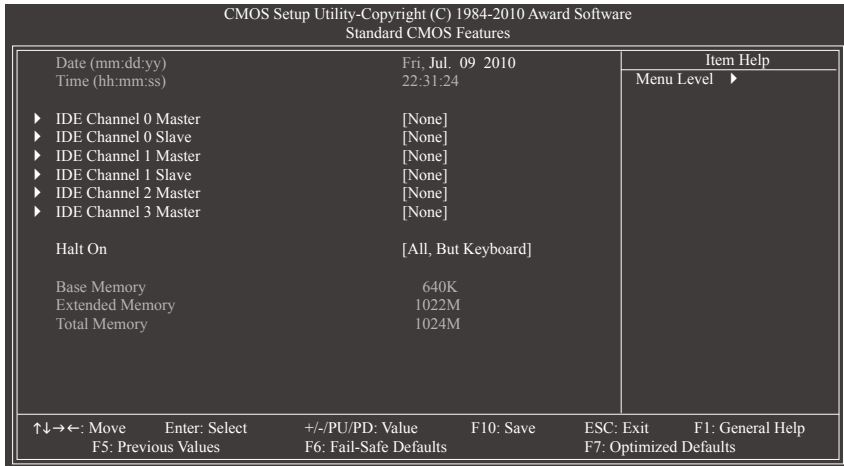 CMOS Setup Utility-Copyright (C) 1984-2010 Award Software
Standard CMOS Features
Date (mm:dd:yy) Fri, Jul. 09 2010
Time (hh:mm:ss) 22:31:24
IDE Channel 0 Master [None]
IDE Channel 0 Slave [None]
IDE Channel 1 Master [None]
IDE Channel 1 Slave [None]
IDE Channel 2 Master [None]
IDE Channel 3 Master [None]
Halt On [All, But Keyboard]
Base Memory 640K
Extended Memory 1022M
Total Memory 1024M
Item Help
Menu Level ▶
↑↓→←: Move Enter: Select +/-/PU/PD: Value F10: Save ESC: Exit F1: General Help
F5: Previous Values F6: Fail-Safe Defaults F7: Optimized Defaults